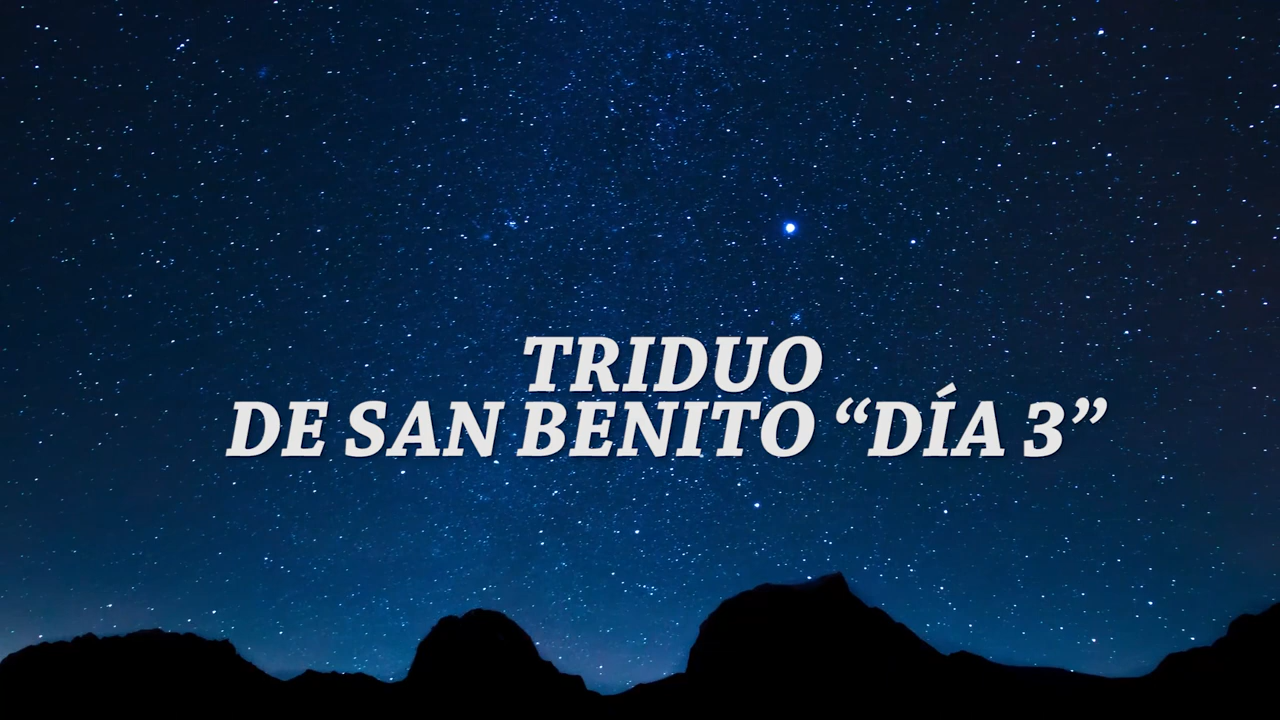 TRIDUO
DE SAN BENITO “DÍA 3”